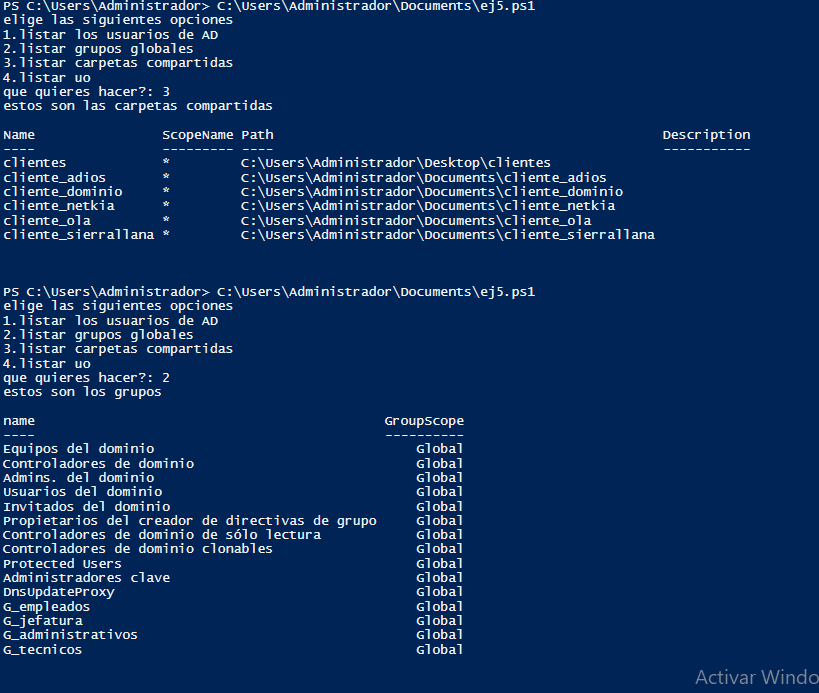 PS C:\Users\Administrador> C:\Users\Administrador\Documents\ej5.ps1
elige las siguientes opciones
1.listar los usuarios de AD
2.listar grupos globales
3.listar carpetas compartidas
4.listar uo
que quieres hacer?: 3
estos son las carpetas compartidas
Name ScopeName Path Description
---- --------- ---- -----------
clientes * C:\Users\Administrador\Desktop\clientes
cliente_adios * C:\Users\Administrador\Documents\cliente_adios
cliente_dominio * C:\Users\Administrador\Documents\cliente_dominio
cliente_netkia * C:\Users\Administrador\Documents\cliente_netkia
cliente_ola * C:\Users\Administrador\Documents\cliente_ola
cliente_sierrallana * C:\Users\Administrador\Documents\cliente_sierrallana
PS C:\Users\Administrador> C:\Users\Administrador\Documents\ej5.ps1
elige las siguientes opciones
1.listar los usuarios de AD
2.listar grupos globales
3.listar carpetas compartidas
4.listar uo
que quieres hacer?: 2
estos son los grupos
name GroupScope
---- ----------
Equipos del dominio Global
Controladores de dominio Global
Admins. del dominio Global
Usuarios del dominio Global
Invitados del dominio Global
Propietarios del creador de directivas de grupo Global
Controladores de dominio de sólo lectura Global
Controladores de dominio clonables Global
Protected Users Global
Administradores clave Global
DnsUpdateProxy Global
G_empleados Global
G_jefatura Global
G_administrativos Global
G_tecnicos Global
Activar Windo